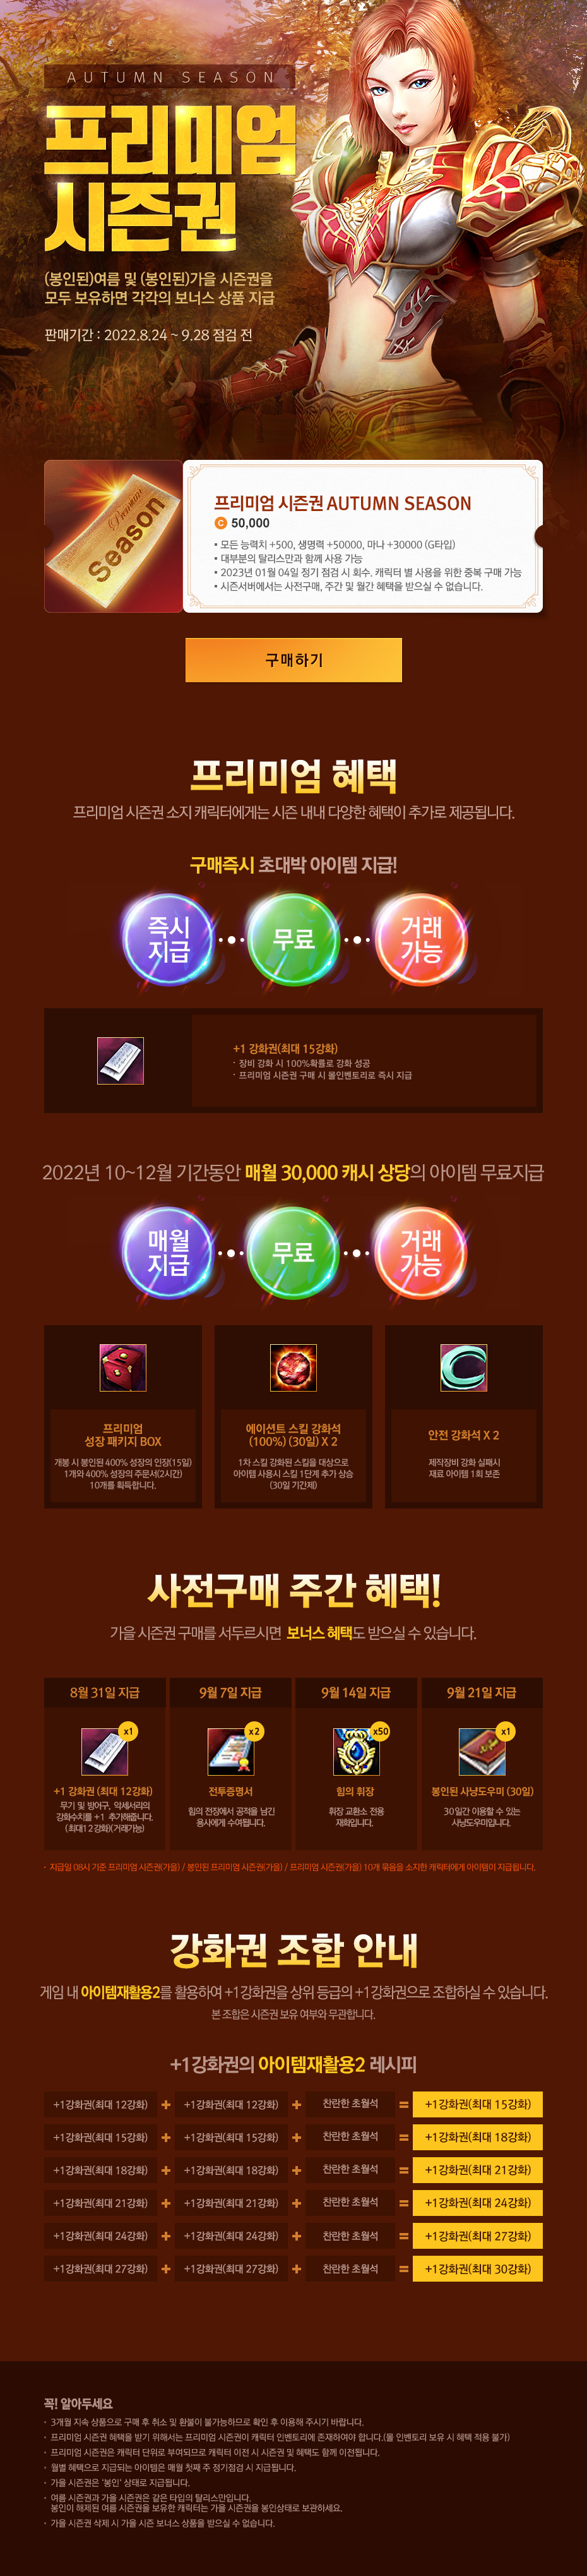 AUTUMN SEASON
프리미엄
시즌권
(봉인된)여름 및 (봉인된)가을 시즌권을
모두 보유하면 각각의 보너스 상품 지급
판매기간 : 2022.8.24 ~ 9.28 점검 전
Premium
Season
프리미엄 시즌권 AUTUMN SEASON
C 50,000
• 모든 능력치 +500, 생명력 +50000, 마나 +30000 (G타입)
• 대부분의 탈리스만과 함께 사용 가능
• 2023년 01월 04일 정기 점검 시 회수. 캐릭터 별 사용을 위한 중복 구매 가능
• 시즌서버에서는 사전구매, 주간 및 월간 혜택을 받으실 수 없습니다.
구매하기
프리미엄 혜택
프리미엄 시즌권 소지 캐릭터에게는 시즌 내내 다양한 혜택이 추가로 제공됩니다.
구매즉시 초대박 아이템 지급!
즉시
지급
무료
거래
가능
+1 강화권(최대 15강화)
· 장비 강화 시 100%확률로 강화 성공
· 프리미엄 시즌권 구매 시 몰인벤토리로 즉시 지급
2022년 10~12월 기간동안 매월 30,000 캐시 상당의 아이템 무료지급
매월
지급
무료
거래
가능
프리미엄
성장 패키지 BOX
개봉 시 봉인된 400% 성장의 인장(15일)
1개와 400% 성장의 주문서(2시간)
10개를 획득합니다.
에이션트 스킬 강화석
(100%) (30일) X 2
1차 스킬 강화된 스킬을 대상으로
아이템 사용시 스킬 1단계 추가 상승
(30일 기간제)
안전 강화석 X 2
제작장비 강화 실패시
재료 아이템 1회 보존
사전구매 주간 혜택!
가을 시즌권 구매를 서두르시면 보너스 혜택도 받으실 수 있습니다.
8월 31일 지급
x1
+1 강화권 (최대 12강화)
무기 및 방어구, 악세서리의
강화수치를 +1 추가해줍니다.
(최대12강화)(거래가능)
9월 7일 지급
x2
전투증명서
힘의 전장에서 공적을 남긴
용사에게 수여됩니다.
9월 14일 지급
x50
힘의 휘장
휘장 교환소 전용
재화입니다.
9월 21일 지급
x1
봉인된 사냥도우미 (30일)
30일간 이용할 수 있는
사냥도우미입니다.
· 지급일 08시 기준 프리미엄 시즌권(가을) / 봉인된 프리미엄 시즌권(가을) / 프리미엄 시즌권(가을) 10개 묶음을 소지한 캐릭터에게 아이템이 지급됩니다.
강화권 조합 안내
게임 내 아이템재활용2를 활용하여 +1강화권을 상위 등급의 +1강화권으로 조합하실 수 있습니다.
본 조합은 시즌권 보유 여부와 무관합니다.
+1강화권의 아이템재활용2 레시피
+1강화권(최대 12강화) + +1강화권(최대 12강화) + 찬란한 초월석 = +1강화권(최대 15강화)
+1강화권(최대 15강화) + +1강화권(최대 15강화) + 찬란한 초월석 = +1강화권(최대 18강화)
+1강화권(최대 18강화) + +1강화권(최대 18강화) + 찬란한 초월석 = +1강화권(최대 21강화)
+1강화권(최대 21강화) + +1강화권(최대 21강화) + 찬란한 초월석 = +1강화권(최대 24강화)
+1강화권(최대 24강화) + +1강화권(최대 24강화) + 찬란한 초월석 = +1강화권(최대 27강화)
+1강화권(최대 27강화) + +1강화권(최대 27강화) + 찬란한 초월석 = +1강화권(최대 30강화)
꼭! 알아두세요
· 3개월 지속 상품으로 구매 후 취소 및 환불이 불가능하므로 확인 후 이용해 주시기 바랍니다.
· 프리미엄 시즌권 혜택을 받기 위해서는 프리미엄 시즌권이 캐릭터 인벤토리에 존재하여야 합니다.(몰 인벤토리 보유 시 혜택 적용 불가)
· 프리미엄 시즌권은 캐릭터 단위로 부여되므로 캐릭터 이전 시 시즌권 및 혜택도 함께 이전됩니다.
· 월별 혜택으로 지급되는 아이템은 매월 첫째 주 정기점검 시 지급됩니다.
· 가을 시즌권은 '봉인' 상태로 지급됩니다.
· 여름 시즌권과 가을 시즌권은 같은 타입의 탈리스만입니다.
봉인이 해제된 여름 시즌권을 보유한 캐릭터는 가을 시즌권을 봉인상태로 보관하세요.
· 가을 시즌권 삭제 시 가을 시즌 보너스 상품을 받으실 수 없습니다.